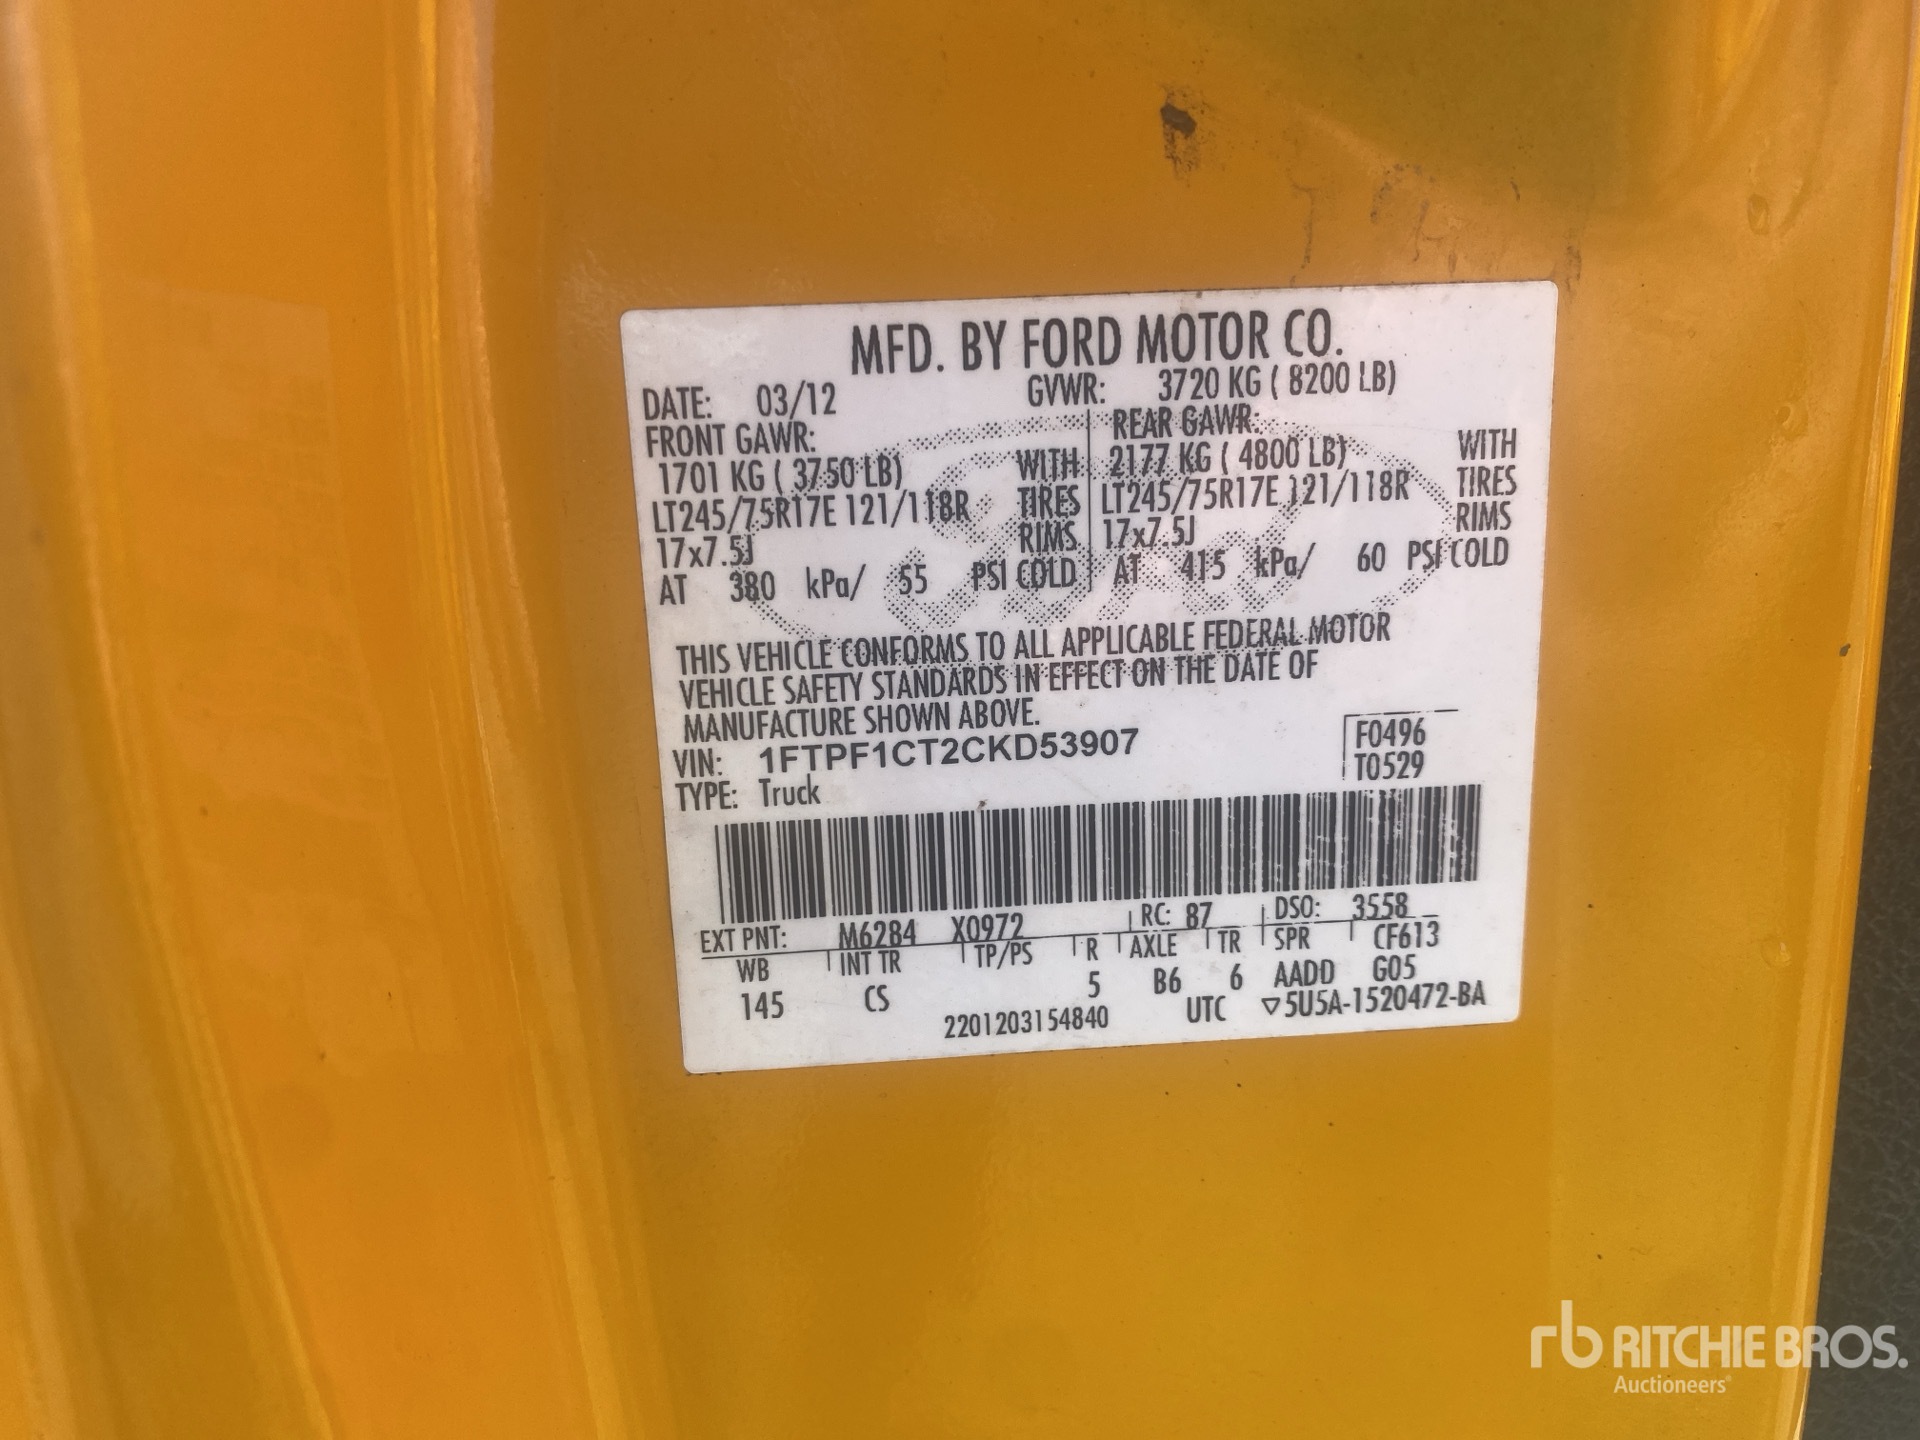 MFD. BY FORD MOTOR CO.
DATE: 03/12 GVWR: 3720 KG ( 8200 LB)
FRONT GAWR: REAR GAWR:
1701 KG ( 3750 LB) WITH 2177 KG ( 4800 LB) WITH
LT245/75R17E 121/118R TIRES LT245/75R17E 121/118R TIRES
17x7.5J RIMS 17x7.5J RIMS
AT 380 kPa/ 55 PSI COLD AT 415 kPa/ 60 PSI COLD
Ford
THIS VEHICLE CONFORMS TO ALL APPLICABLE FEDERAL MOTOR
VEHICLE SAFETY STANDARDS IN EFFECT ON THE DATE OF
MANUFACTURE SHOWN ABOVE.
VIN: 1FTPF1CT2CKD53907 F0496
TYPE: Truck T0529
EXT PNT: M6284 X0972 RC: 87 DSO: 3558
WB INT TR TP/PS R AXLE TR SPR CF613
145 CS 5 B6 6 AADD G05
2201203154840 UTC ▽5U5A-1520472-BA
rb RITCHIE BROS.
Auctioneers®